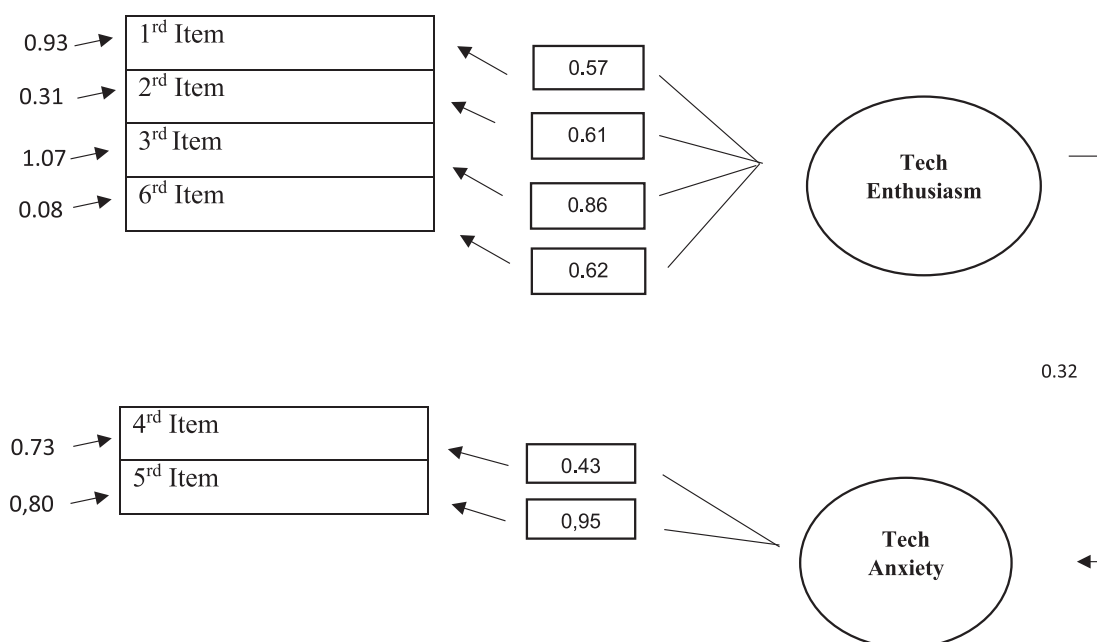 0.93
1rd Item
0.57
0.31
2rd Item
0.61
1.07
3rd Item
0.86
0.08
6rd Item
0.62
Tech
Enthusiasm
0.32
0.73
4rd Item
0.43
0,80
5rd Item
0,95
Tech
Anxiety